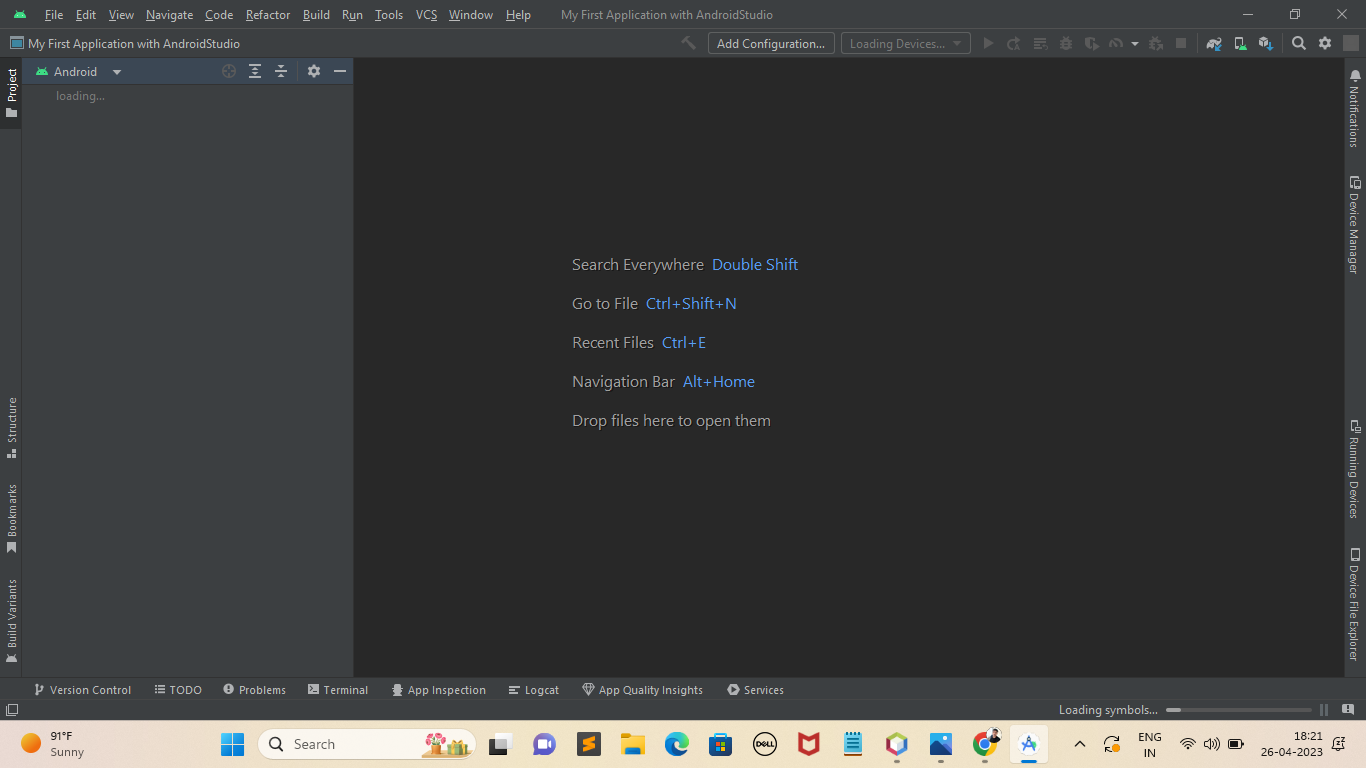 File Edit View Navigate Code Refactor Build Run Tools VCS Window Help My First Application with AndroidStudio
My First Application with AndroidStudio Add Configuration... Loading Devices...
Project
Android
loading...
Structure
Bookmarks
Build Variants
Search Everywhere Double Shift
Go to File Ctrl+Shift+N
Recent Files Ctrl+E
Navigation Bar Alt+Home
Drop files here to open them
Notifications
Device Manager
Running Devices
Device File Explorer
Version Control TODO Problems Terminal App Inspection Logcat App Quality Insights Services
Loading symbols...
91°F
Sunny
Search
DELL
ENG
IN
18:21
26-04-2023